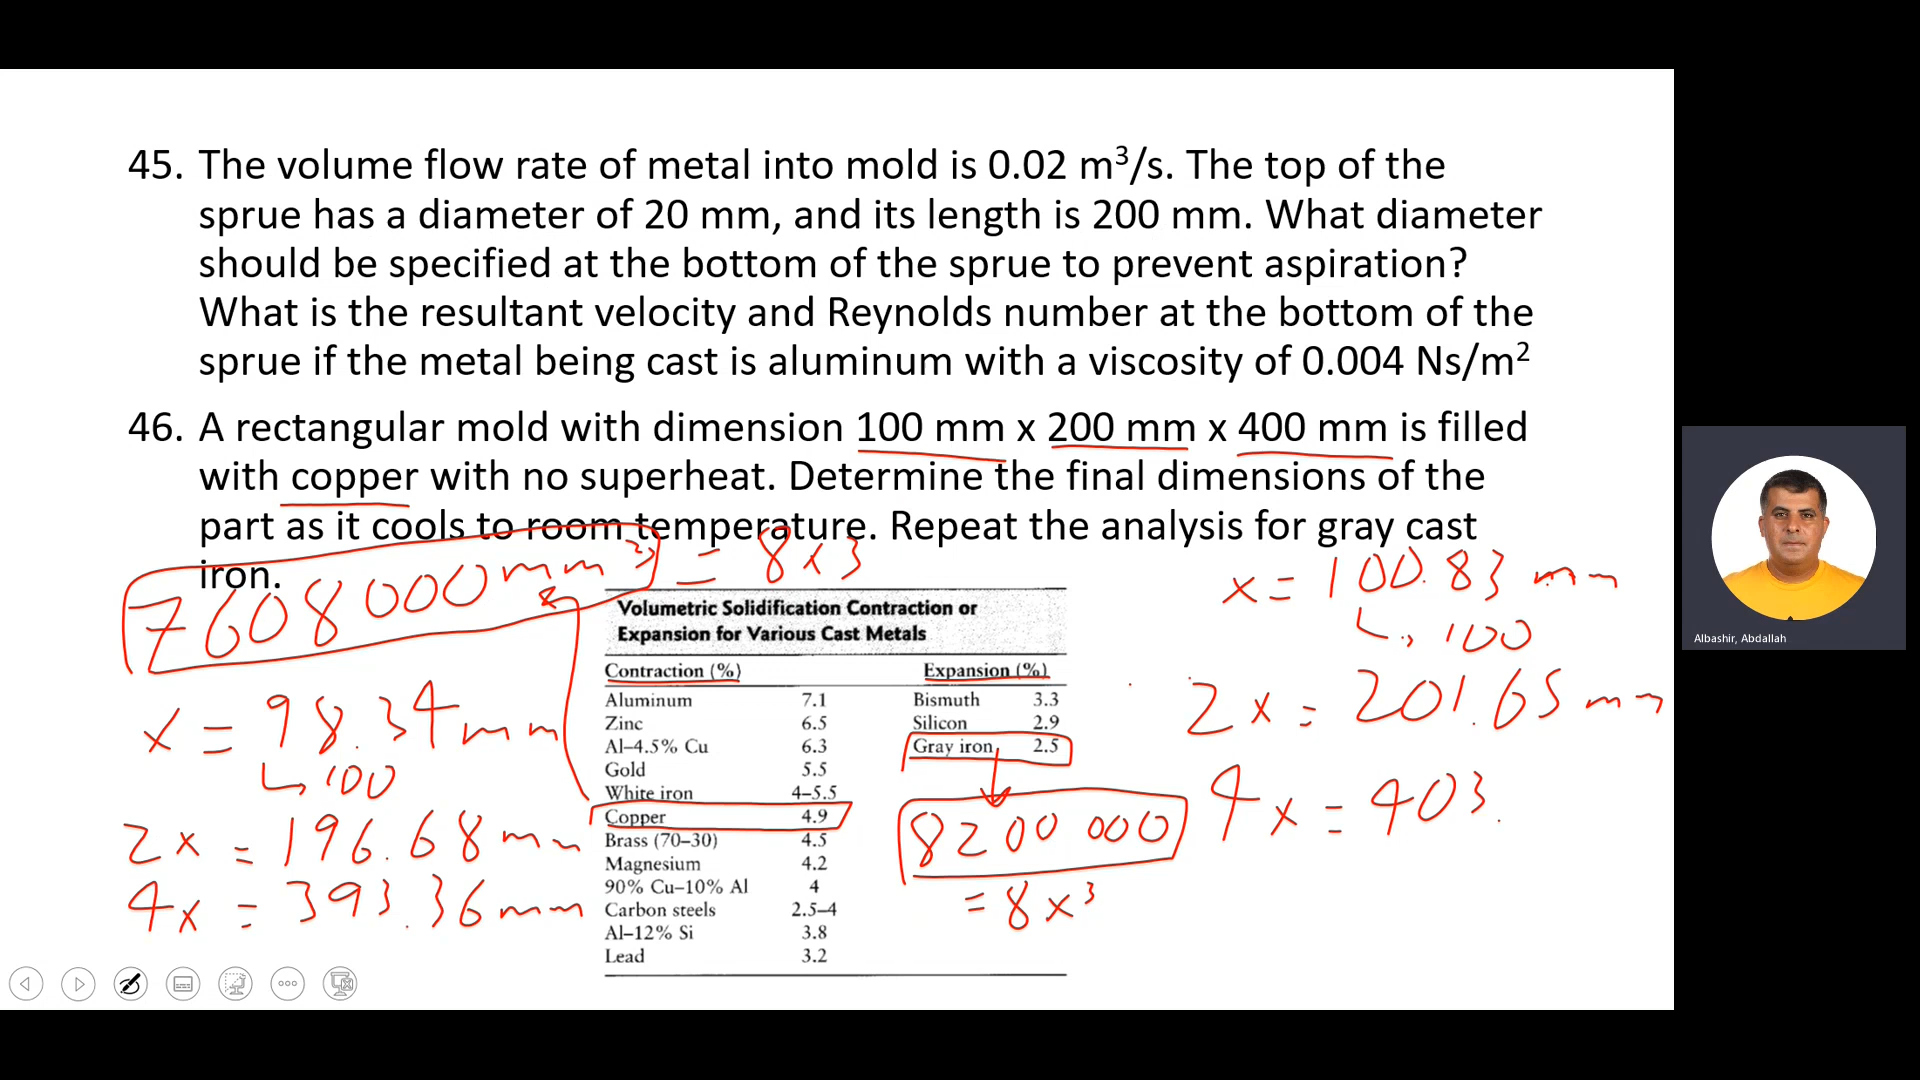 45. The volume flow rate of metal into mold is 0.02 m³/s. The top of the
sprue has a diameter of 20 mm, and its length is 200 mm. What diameter
should be specified at the bottom of the sprue to prevent aspiration?
What is the resultant velocity and Reynolds number at the bottom of the
sprue if the metal being cast is aluminum with a viscosity of 0.004 Ns/m²
46. A rectangular mold with dimension 100 mm x 200 mm x 400 mm is filled
with copper with no superheat. Determine the final dimensions of the
part as it cools to room temperature. Repeat the analysis for gray cast
iron.
7608000 mm³ = 8x3
x = 98.34 mm
↳ 100
2x = 196.68 mm
4x = 393.36 mm
Volumetric Solidification Contraction or
Expansion for Various Cast Metals
Contraction (%) Expansion (%)
Aluminum 7.1 Bismuth 3.3
Zinc 6.5 Silicon 2.9
Al–4.5% Cu 6.3 Gray iron 2.5
Gold 5.5
White iron 4–5.5
Copper 4.9
Brass (70–30) 4.5
Magnesium 4.2
90% Cu–10% Al 4
Carbon steels 2.5–4
Al–12% Si 3.8
Lead 3.2
8200 000
= 8x³
x = 100.83 mm
↳ 100
2x = 201.65 mm
4x = 403.
Albashir, Abdallah